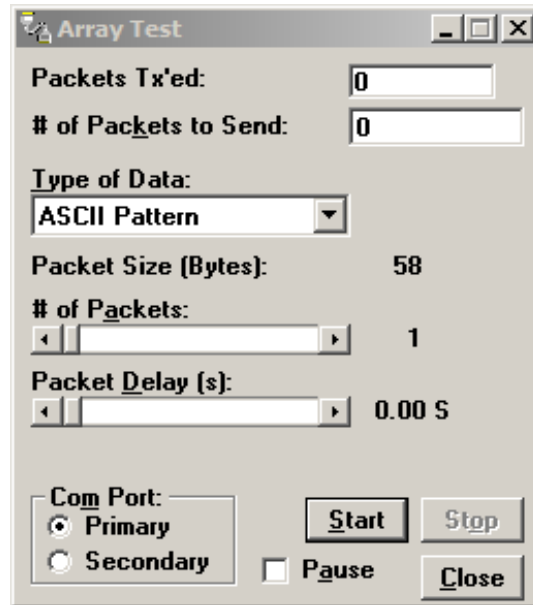 Array Test
Packets Tx'ed: 0
# of Packets to Send: 0
Type of Data:
ASCII Pattern
Packet Size (Bytes): 58
# of Packets:
1
Packet Delay (s):
0.00 S
Com Port:
Primary
Secondary
Start
Stop
Pause
Close